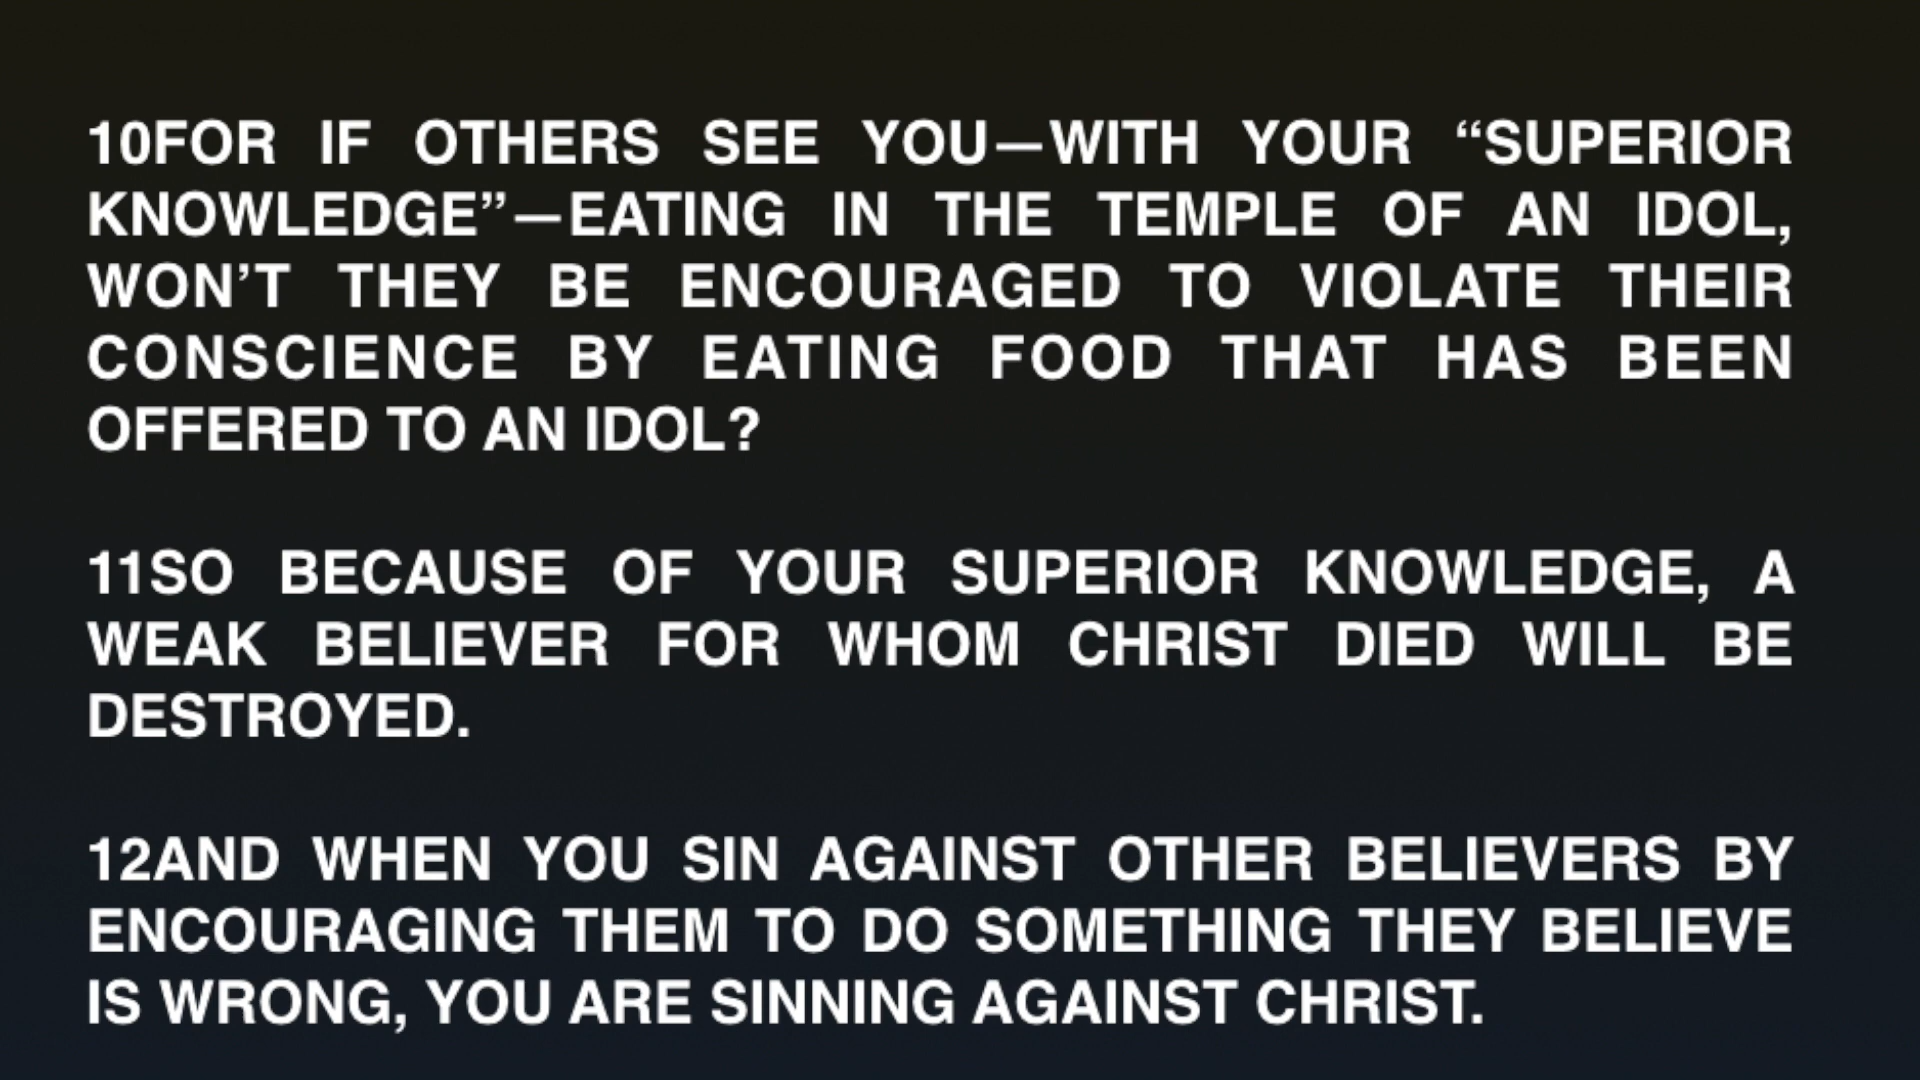 10FOR IF OTHERS SEE YOU—WITH YOUR “SUPERIOR
KNOWLEDGE”—EATING IN THE TEMPLE OF AN IDOL,
WON’T THEY BE ENCOURAGED TO VIOLATE THEIR
CONSCIENCE BY EATING FOOD THAT HAS BEEN
OFFERED TO AN IDOL?
11SO BECAUSE OF YOUR SUPERIOR KNOWLEDGE, A
WEAK BELIEVER FOR WHOM CHRIST DIED WILL BE
DESTROYED.
12AND WHEN YOU SIN AGAINST OTHER BELIEVERS BY
ENCOURAGING THEM TO DO SOMETHING THEY BELIEVE
IS WRONG, YOU ARE SINNING AGAINST CHRIST.